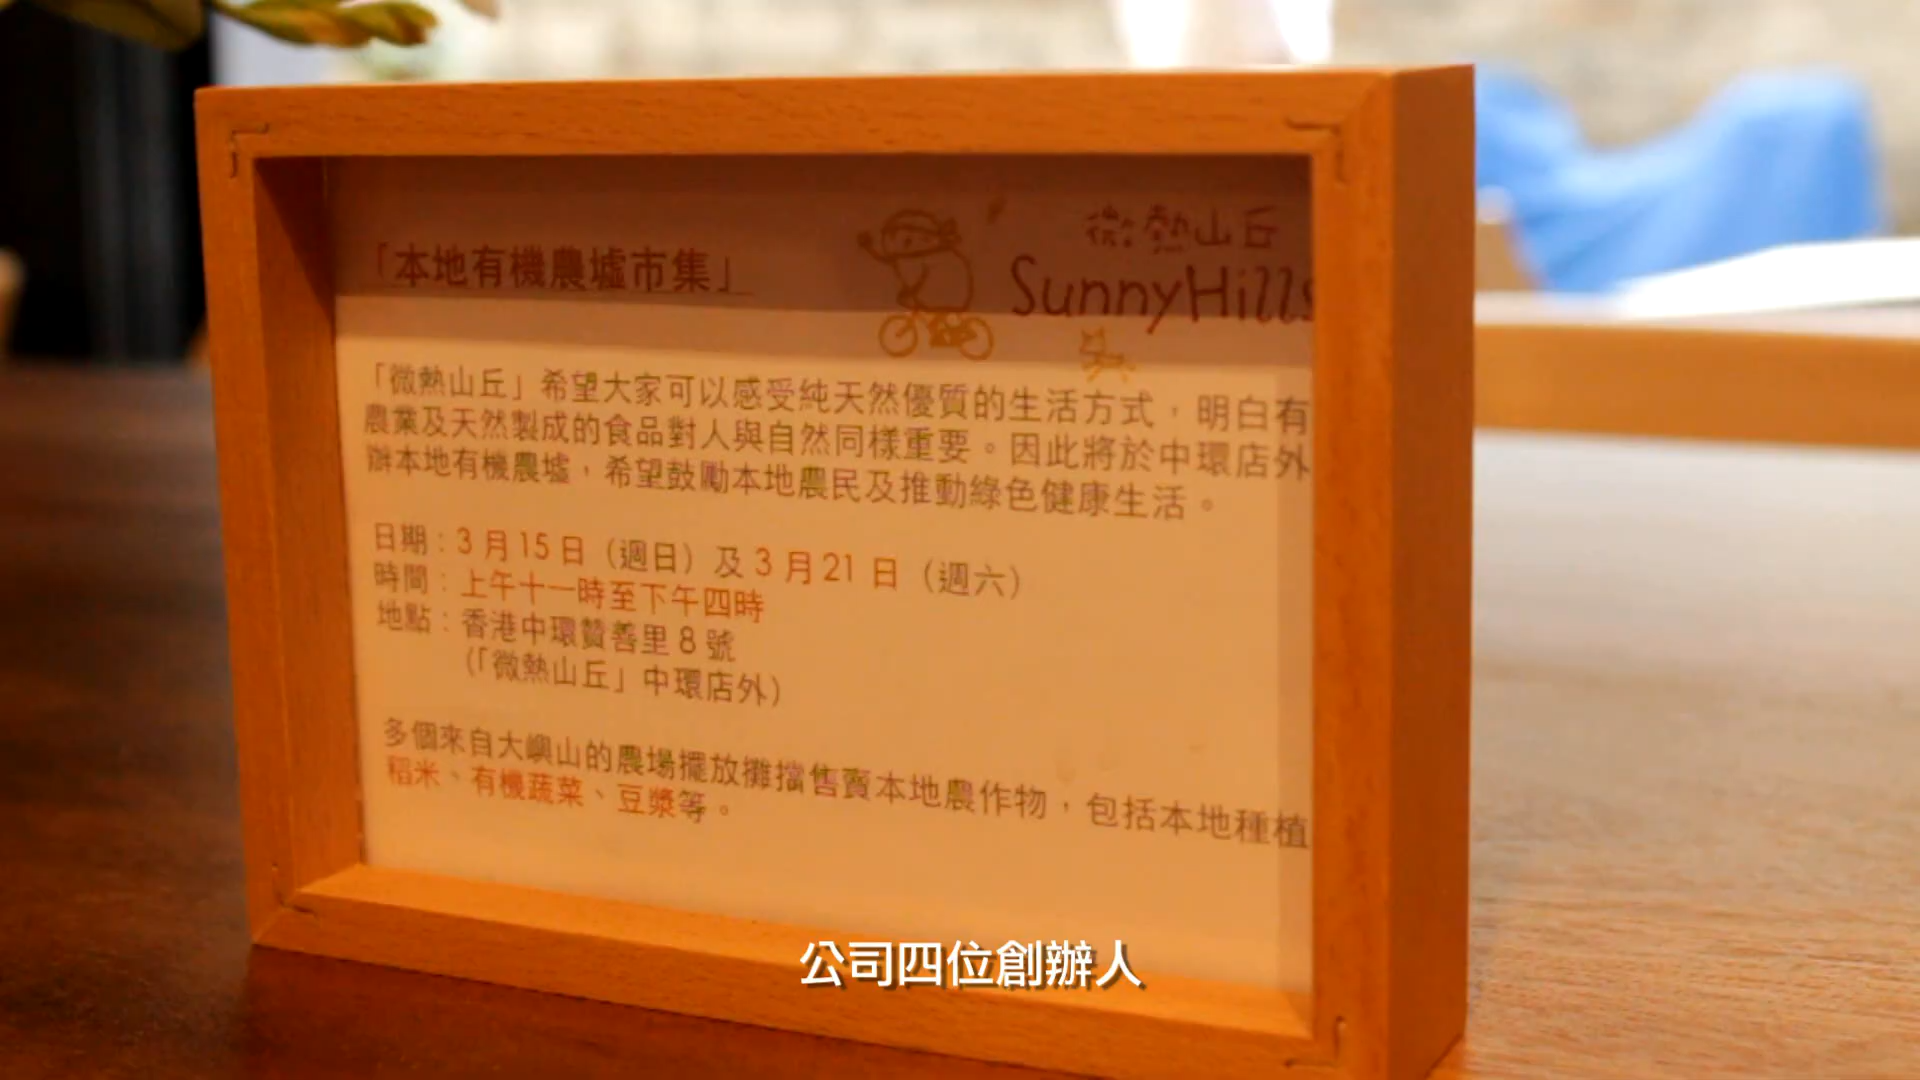 「本地有機農墟市集」
微熱山丘
SunnyHills
「微熱山丘」希望大家可以感受純天然優質的生活方式，明白有
農業及天然製成的食品對人與自然同樣重要。因此將於中環店外
辦本地有機農墟，希望鼓勵本地農民及推動綠色健康生活。
日期：3 月 15 日（週日）及 3 月 21 日（週六）
時間：上午十一時至下午四時
地點：香港中環贊善里 8 號
（「微熱山丘」中環店外）
多個來自大嶼山的農場擺放攤擋售賣本地農作物，包括本地種植
稻米、有機蔬菜、豆漿等。
公司四位創辦人